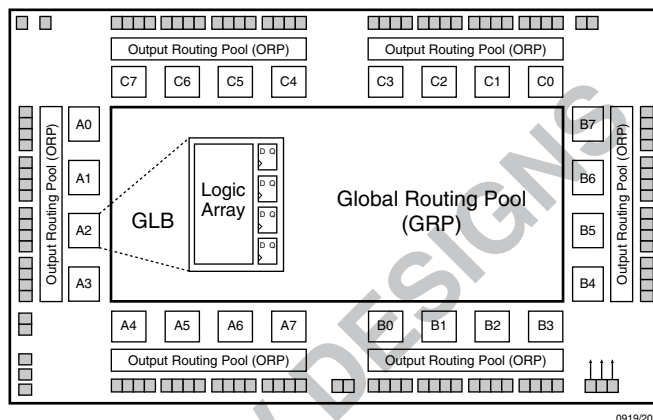 Output Routing Pool (ORP)
Output Routing Pool (ORP)
C7 C6 C5 C4
C3 C2 C1 C0
Output Routing Pool (ORP)
A0
A1
A2
A3
GLB
Logic
Array
D Q
D Q
D Q
D Q
Global Routing Pool
(GRP)
B7
B6
B5
B4
Output Routing Pool (ORP)
A4 A5 A6 A7
B0 B1 B2 B3
Output Routing Pool (ORP)
Output Routing Pool (ORP)
DESIGNS